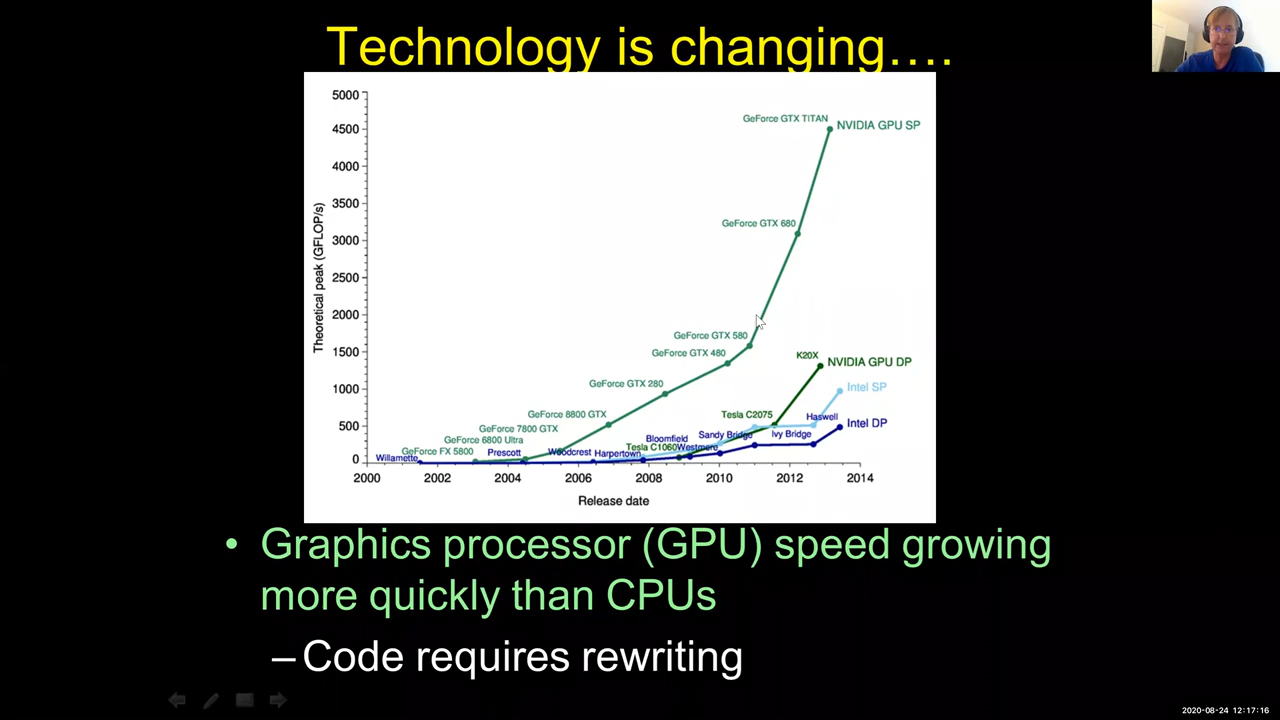 Technology is changing....
5000
4500
4000
3500
3000
2500
2000
1500
1000
500
0
Theoretical peak (GFLOP/s)
2000 2002 2004 2006 2008 2010 2012 2014
Release date
GeForce GTX TITAN
NVIDIA GPU SP
GeForce GTX 680
GeForce GTX 580
GeForce GTX 480
K20X
NVIDIA GPU DP
GeForce GTX 280
Intel SP
GeForce 8800 GTX
Tesla C2075
Haswell
Intel DP
GeForce 7800 GTX
GeForce 6800 Ultra
Bloomfield
Sandy Bridge
Ivy Bridge
GeForce FX 5800
Prescott
Woodcrest
Harpertown
Tesla C1060
Westmere
Willamette
• Graphics processor (GPU) speed growing
more quickly than CPUs
–Code requires rewriting
2020-08-24 12:17:16